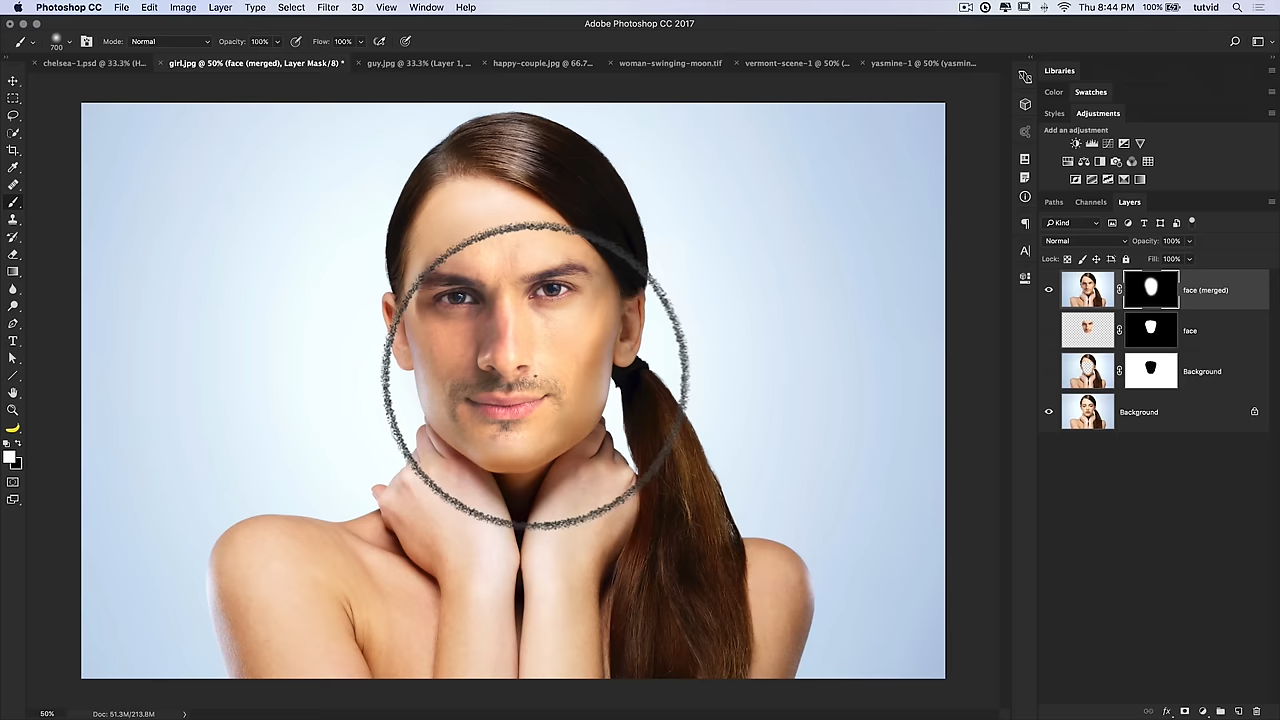 Photoshop CC File Edit Image Layer Type Select Filter 3D View Window Help 100% Thu 8:44 PM tutvid
Adobe Photoshop CC 2017
700 Mode: Normal Opacity: 100% Flow: 100%
chelsea-1.psd @ 33.3% (H... girl.jpg @ 50% (face (merged), Layer Mask/8) * guy.jpg @ 33.3% (Layer 1, ... happy-couple.jpg @ 66.7... woman-swinging-moon.tif vermont-scene-1 @ 50% (... yasmine-1 @ 50% (yasmin...
Libraries
Color Swatches
Styles Adjustments
Add an adjustment
Paths Channels Layers
Kind
Normal Opacity: 100%
Lock: Fill: 100%
face (merged)
face
Background
Background
50% Doc: 51.3M/213.8M